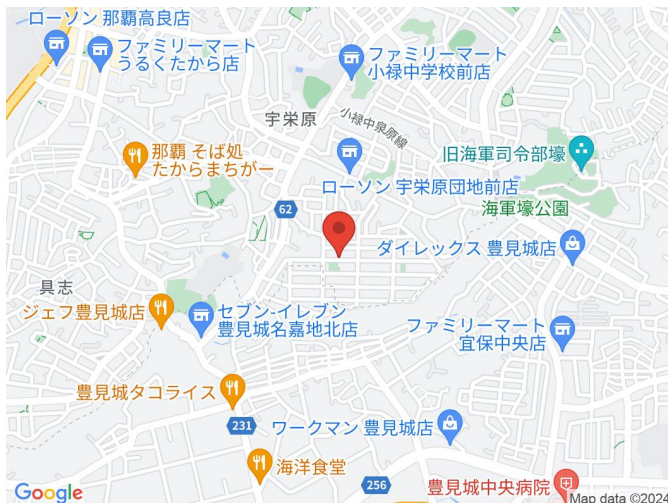 ローソン 那覇高良店
ファミリーマート
うるくたから店
ファミリーマート
小禄中学校前店
小禄中泉原線
宇栄原
那覇 そば処
たからまちがー
旧海軍司令部壕
ローソン 宇栄原団地前店
62
海軍壕公園
ダイレックス 豊見城店
具志
ジェフ豊見城店
セブン-イレブン
豊見城名嘉地北店
ファミリーマート
宜保中央店
豊見城タコライス
231
ワークマン 豊見城店
海洋食堂
256
豊見城中央病院
Google
Map data ©2024